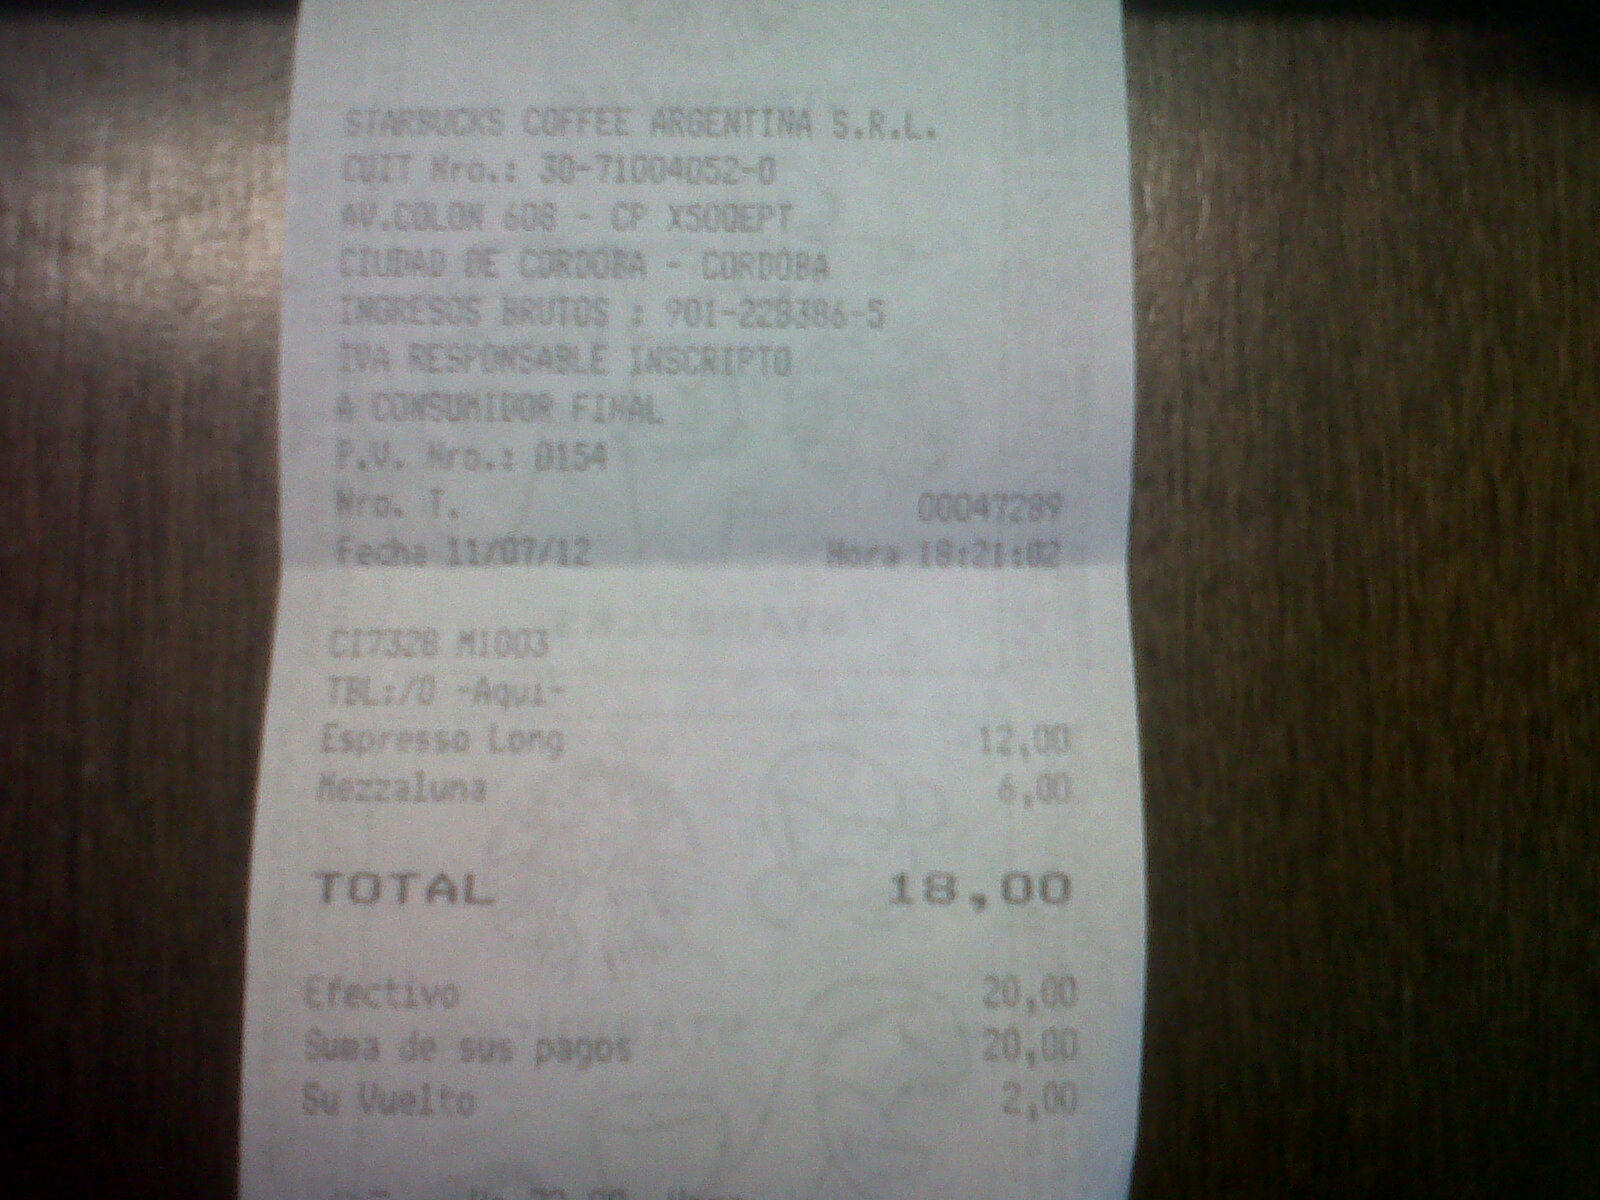 STARBUCKS COFFEE ARGENTINA S.R.L.
CUIT Nro.: 30-71004052-0
AV.COLON 608 - CP X500EPT
CIUDAD DE CORDOBA - CORDOBA
INGRESOS BRUTOS : 901-228386-5
IVA RESPONSABLE INSCRIPTO
A CONSUMIDOR FINAL
P.V. Nro.: 0154
Nro. T. 00047289
Fecha 11/07/12 Hora 18:21:02
CI7328 M1003
TBL:/0 -Aqui-
Espresso Long 12,00
Mezzaluna 6,00
TOTAL 18,00
Efectivo 20,00
Suma de sus pagos 20,00
Su Vuelto 2,00